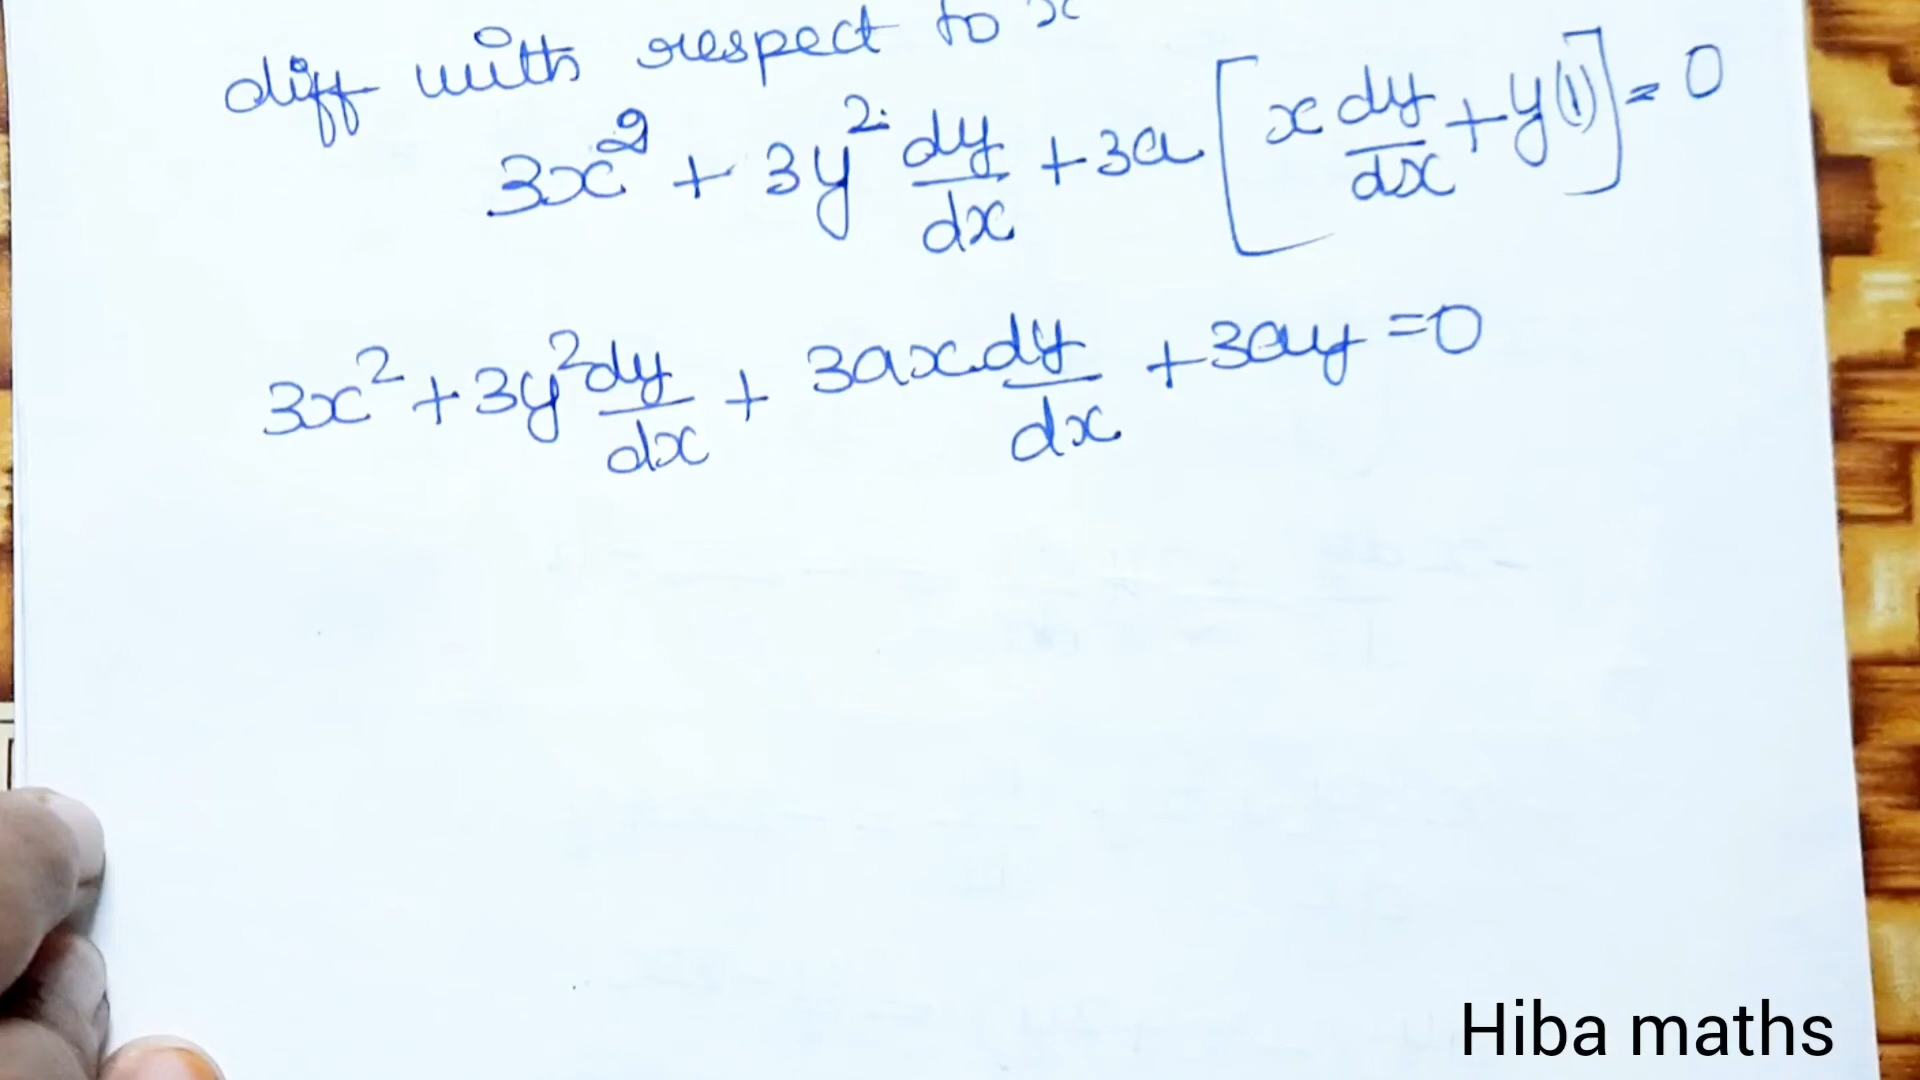 diff with respect to x
3x² + 3y² dy/dx + 3a [x dy/dx + y(1)] = 0
3x² + 3y² dy/dx + 3ax dy/dx + 3ay = 0
Hiba maths